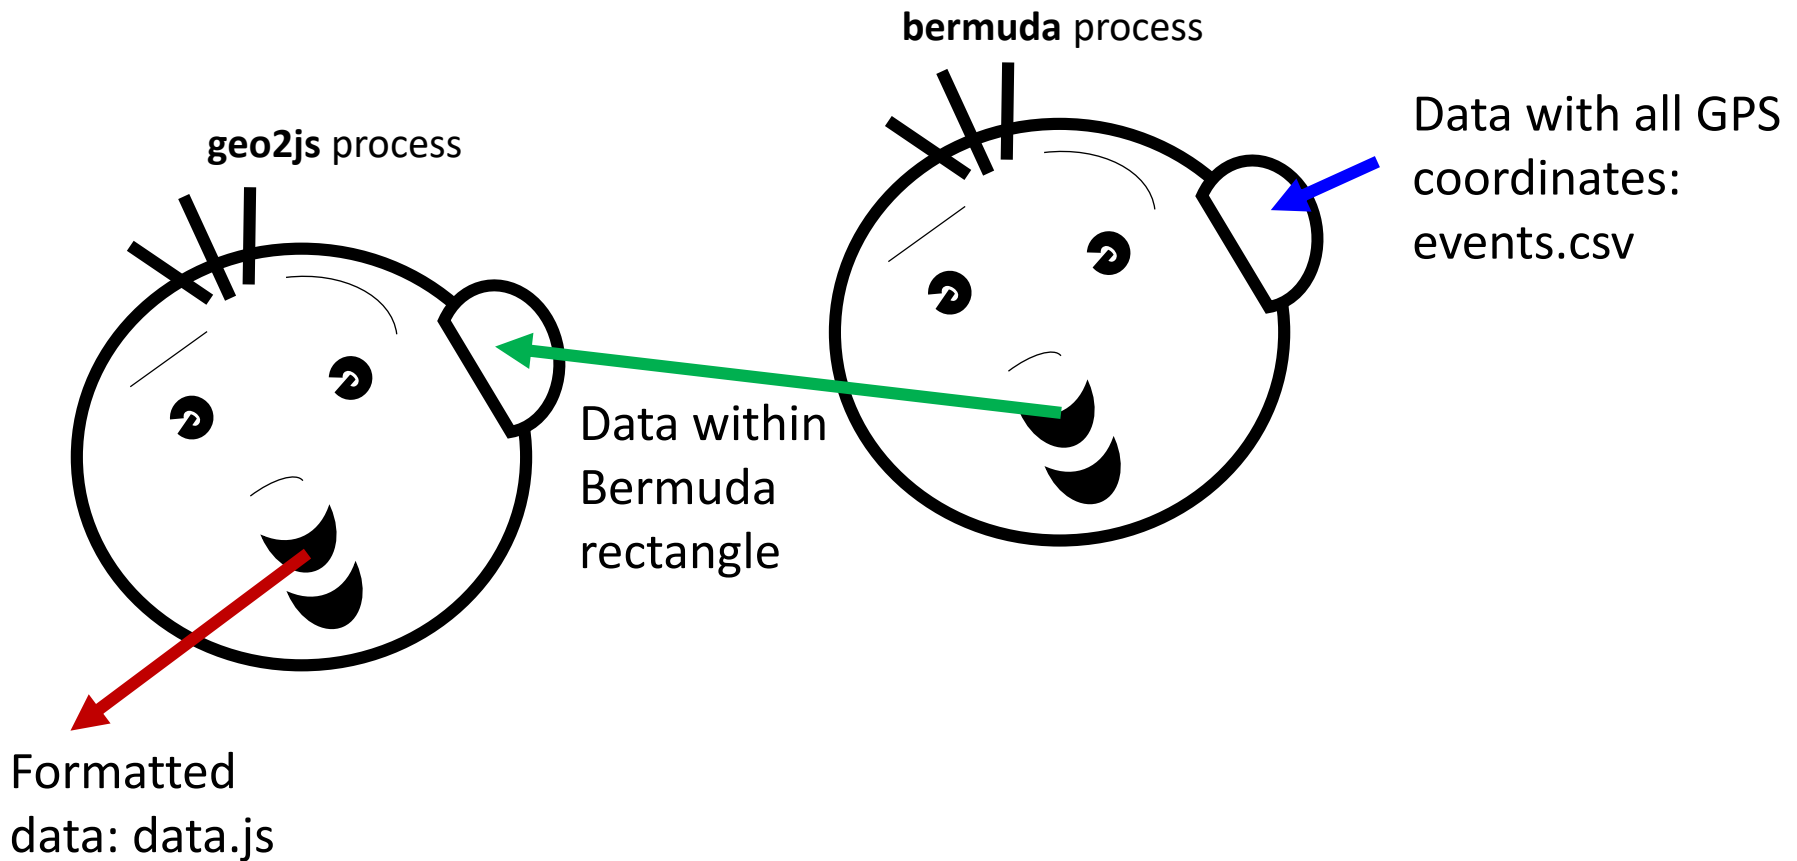 bermuda process
geo2js process
Data with all GPS
coordinates:
events.csv
Data within
Bermuda
rectangle
Formatted
data: data.js